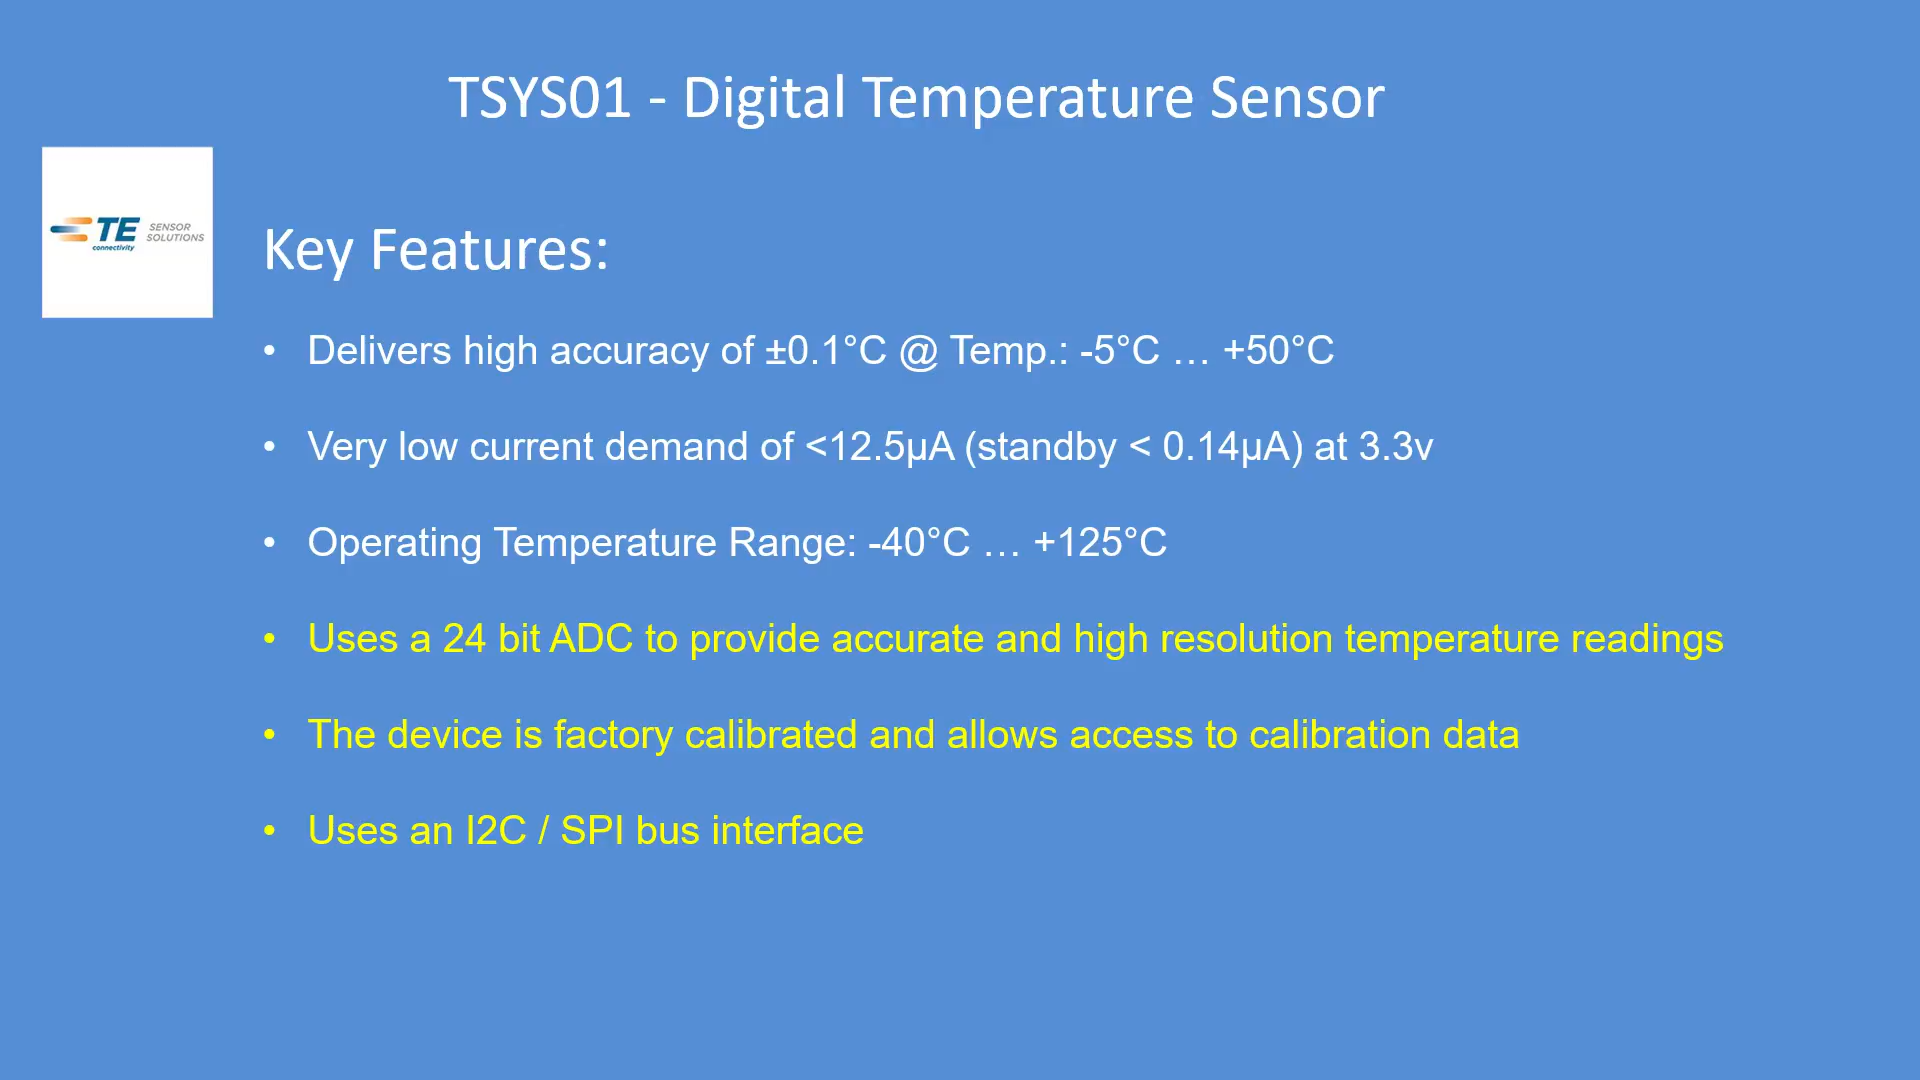 TSYS01 - Digital Temperature Sensor
TE SENSOR
connectivity SOLUTIONS
Key Features:
• Delivers high accuracy of ±0.1°C @ Temp.: -5°C … +50°C
• Very low current demand of <12.5µA (standby < 0.14µA) at 3.3v
• Operating Temperature Range: -40°C … +125°C
• Uses a 24 bit ADC to provide accurate and high resolution temperature readings
• The device is factory calibrated and allows access to calibration data
• Uses an I2C / SPI bus interface